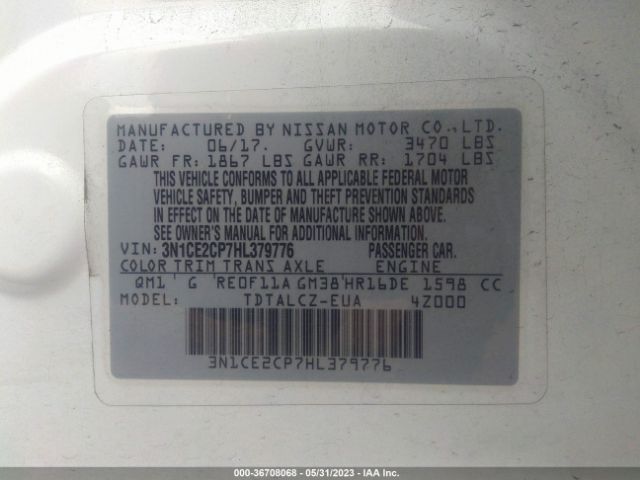 MANUFACTURED BY NISSAN MOTOR CO., LTD.
DATE: 06/17. GVWR: 3470 LBS
GAWR FR: 1867 LBS GAWR RR: 1704 LBS
THIS VEHICLE CONFORMS TO ALL APPLICABLE FEDERAL MOTOR
VEHICLE SAFETY, BUMPER AND THEFT PREVENTION STANDARDS
IN EFFECT ON THE DATE OF MANUFACTURE SHOWN ABOVE.
SEE OWNER'S MANUAL FOR ADDITIONAL INFORMATION.
VIN: 3N1CE2CP7HL379776 PASSENGER CAR.
COLOR TRIM TRANS AXLE ENGINE
QM1 G RE0F11A GM38 HR16DE 1598 CC
MODEL: TDTALCZ-EUA 4Z000
3N1CE2CP7HL379776
000-36708068 - 05/31/2023 - IAA Inc.